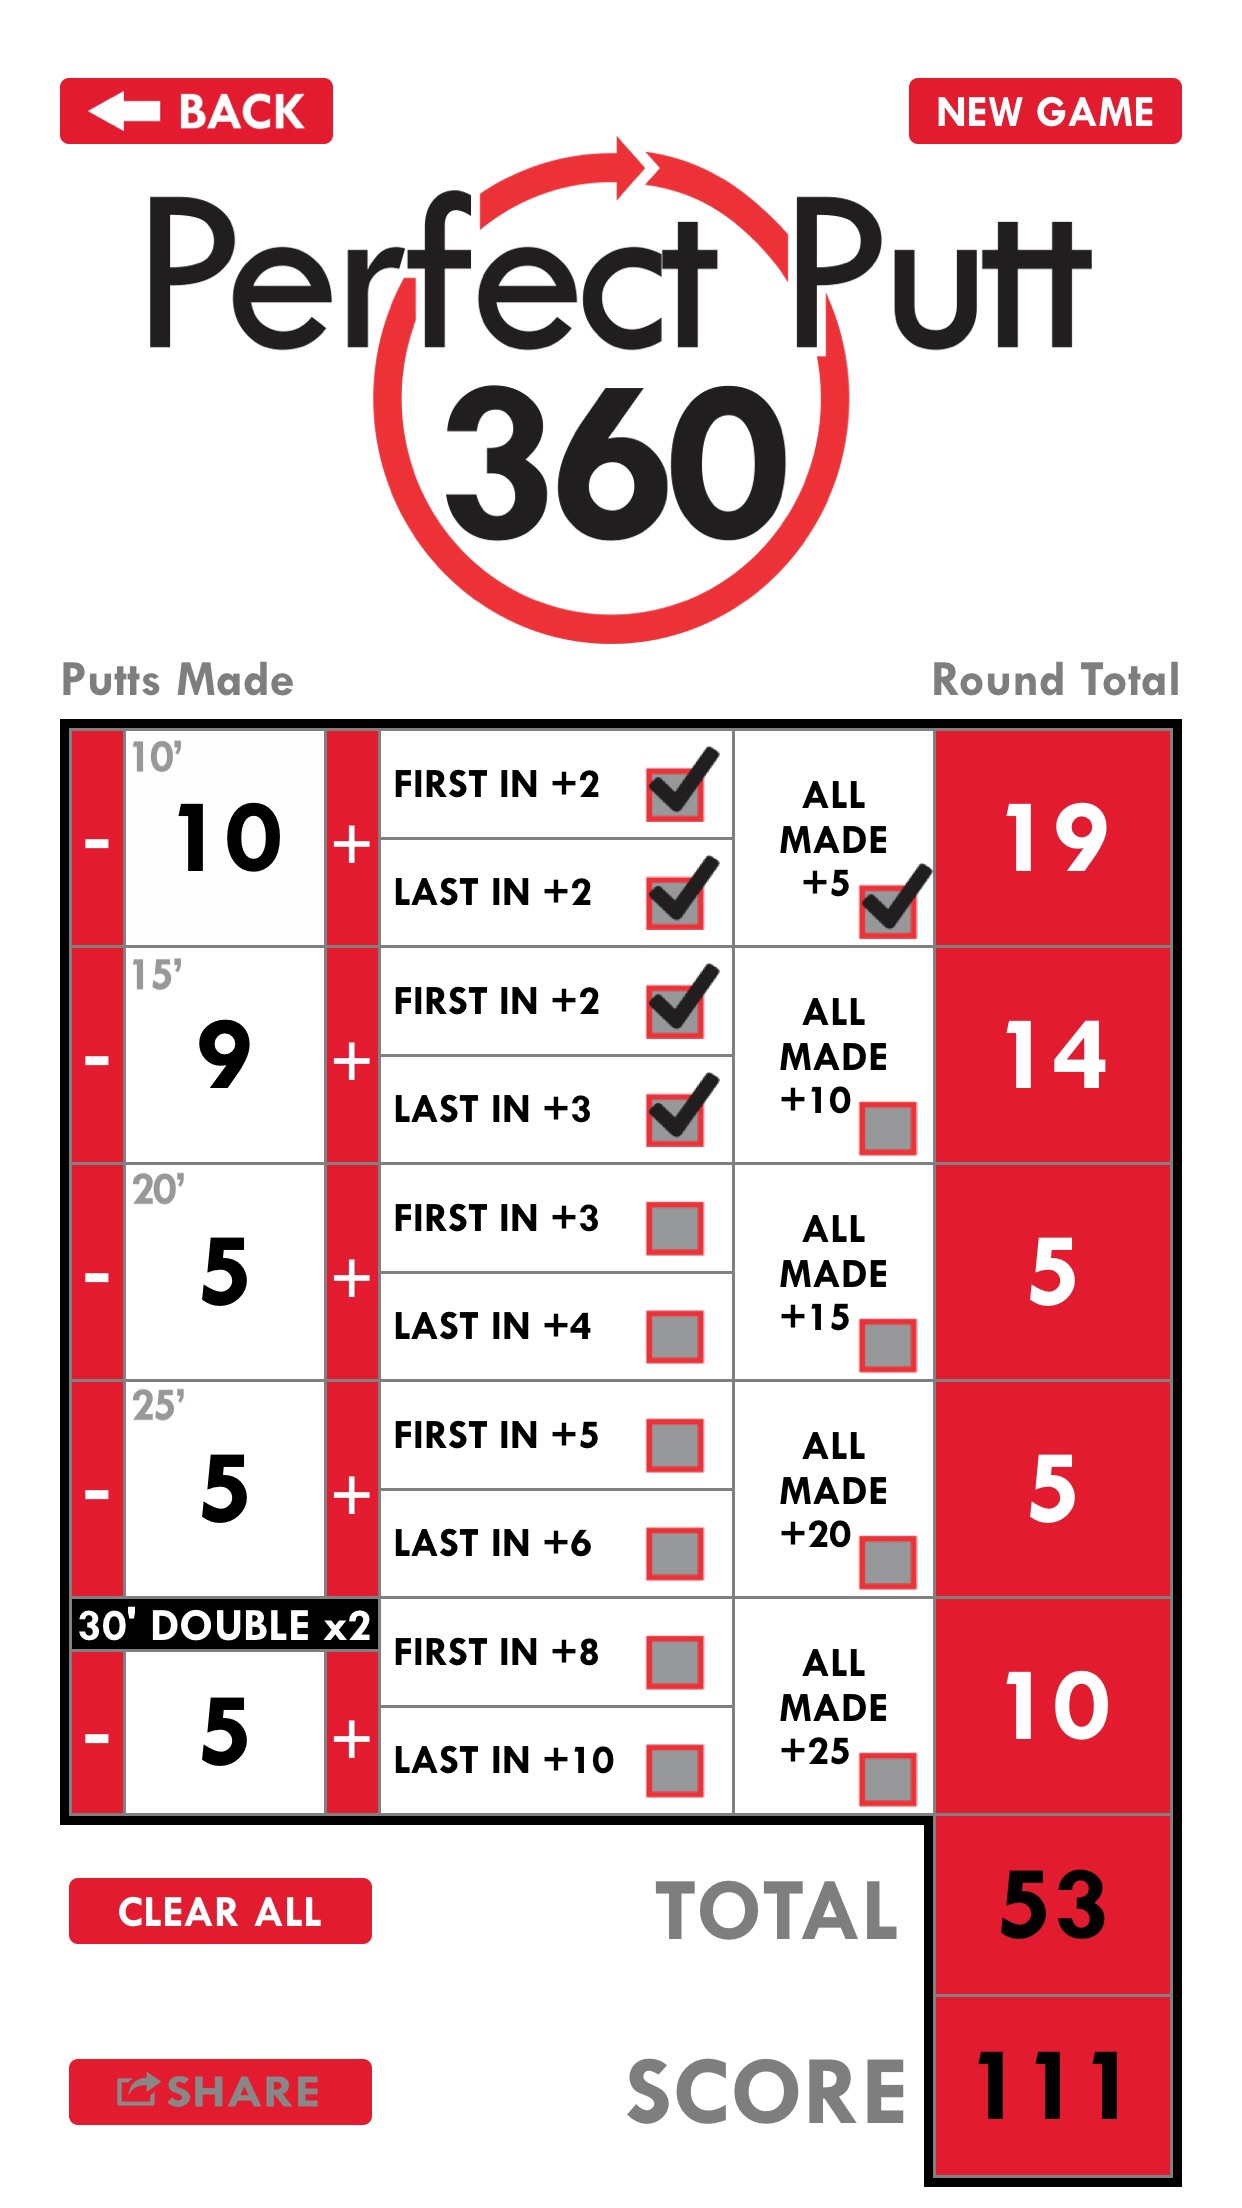 BACK
NEW GAME
Perfect Putt
360
Putts Made
Round Total
10’
- 10 +
FIRST IN +2
LAST IN +2
ALL
MADE
+5
19
15’
- 9 +
FIRST IN +2
LAST IN +3
ALL
MADE
+10
14
20’
- 5 +
FIRST IN +3
LAST IN +4
ALL
MADE
+15
5
25’
- 5 +
FIRST IN +5
LAST IN +6
ALL
MADE
+20
5
30' DOUBLE x2
- 5 +
FIRST IN +8
LAST IN +10
ALL
MADE
+25
10
CLEAR ALL
TOTAL
53
SHARE
SCORE
111